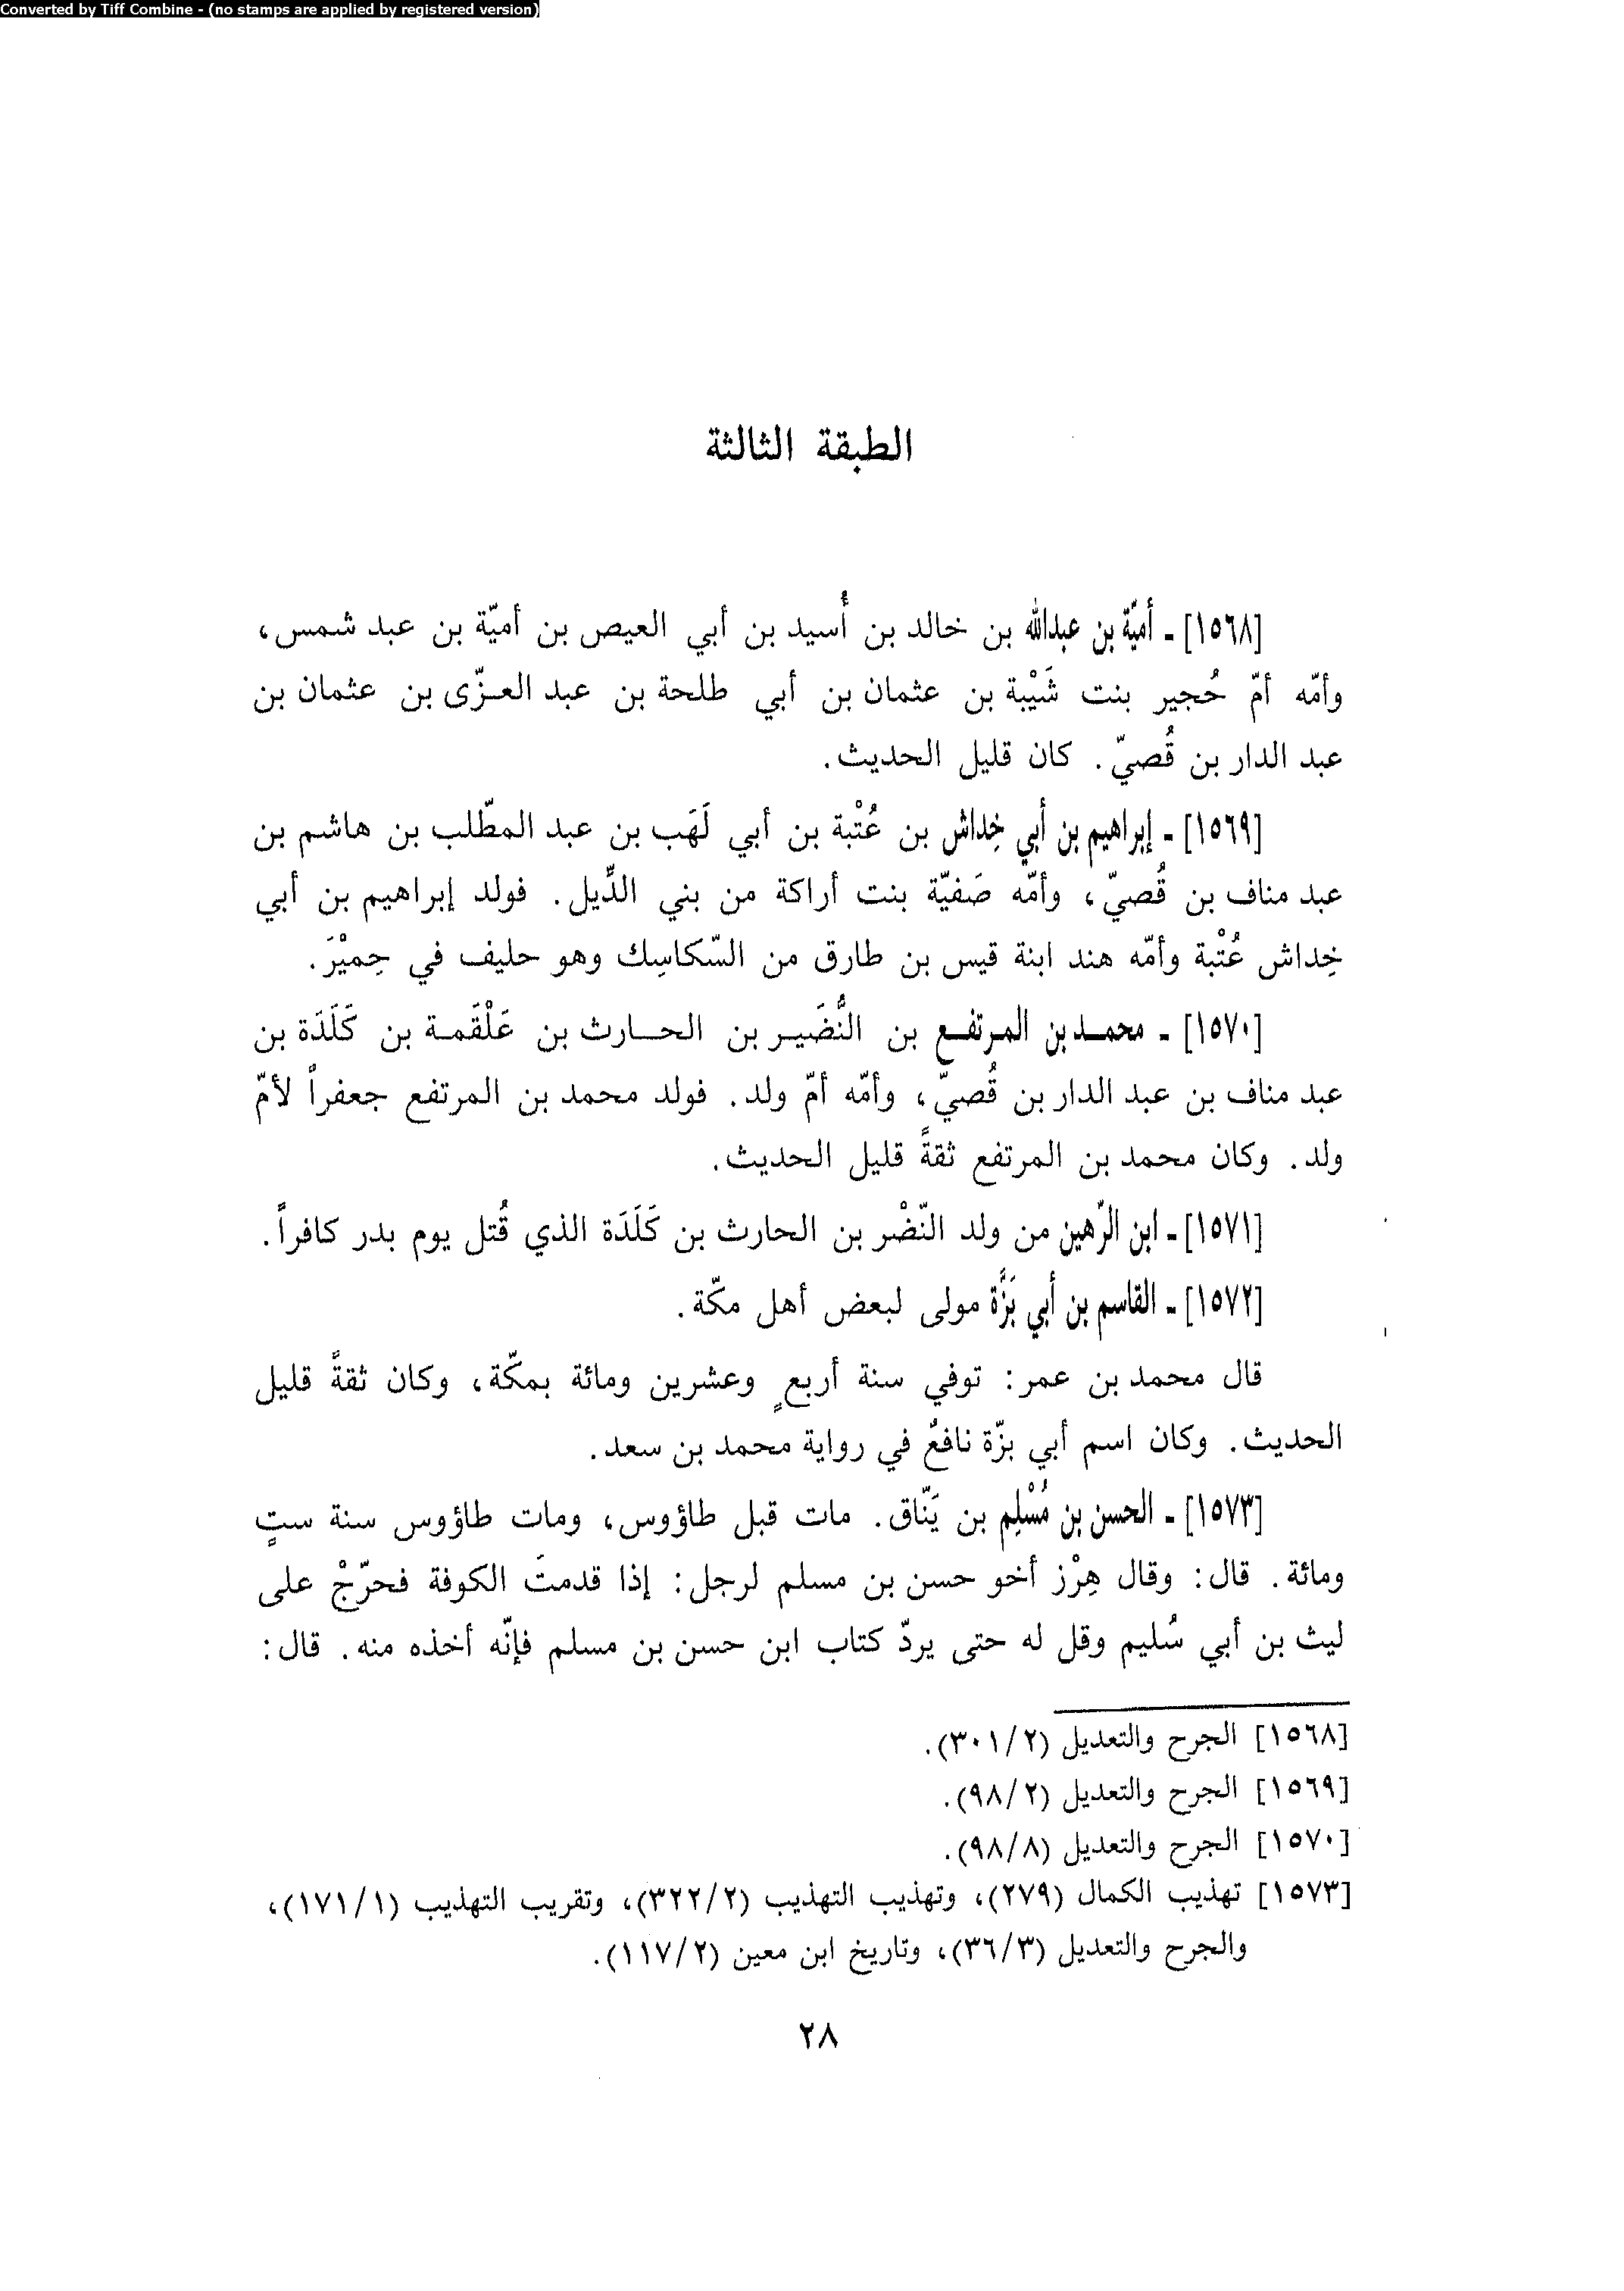 Converted by Tiff Combine - (no stamps are applied by registered version)
الطبقة الثالثة
[١٥٦٨] ـ أميّة بن عبدالله بن خالد بن أُسيد بن أبي العيص بن أميّة بن عبد شمس،
وأمّه أمّ حُجير بنت شَيْبة بن عثمان بن أبي طلحة بن عبد العزّى بن عثمان بن
عبد الدار بن قُصيّ. كان قليل الحديث.
[١٥٦٩] ـ إبراهيم بن أبي خِداش بن عُتْبة بن أبي لَهَب بن عبد المطّلب بن هاشم بن
عبد مناف بن قُصيّ، وأمّه صَفيّة بنت أراكة من بني الدِّيل. فولد إبراهيم بن أبي
خِداش عُتْبة وأمّه هند ابنة قيس بن طارق من السّكاسِك وهو حليف في حِميْرَ.
[١٥٧٠] ـ محمد بن المرتفع بن النُّضَير بن الحارث بن عَلْقَمة بن كَلَدَة بن
عبد مناف بن عبد الدار بن قُصيّ، وأمّه أمّ ولد. فولد محمد بن المرتفع جعفراً لأمّ
ولد. وكان محمد بن المرتفع ثقةً قليل الحديث.
[١٥٧١] ـ ابن الرّهين من ولد النّضْر بن الحارث بن كَلَدَة الذي قُتل يوم بدر كافراً.
[١٥٧٢] ـ القاسم بن أبي بَزَّة مولى لبعض أهل مكّة.
قال محمد بن عمر: توفي سنة أربعٍ وعشرين ومائة بمكّة، وكان ثقةً قليل
الحديث. وكان اسم أبي بزّة نافعٌ في رواية محمد بن سعد.
[١٥٧٣] ـ الحسن بن مُسْلِم بن يَنّاق. مات قبل طاؤوس، ومات طاؤوس سنة ستٍ
ومائة. قال: وقال هِرْز أخو حسن بن مسلم لرجل: إذا قدمتَ الكوفة فحرّجْ على
ليث بن أبي سُليم وقل له حتى يردّ كتاب ابن حسن بن مسلم فإنّه أخذه منه. قال:
[١٥٦٨] الجرح والتعديل (٣٠١/٢).
[١٥٦٩] الجرح والتعديل (٩٨/٢).
[١٥٧٠] الجرح والتعديل (٩٨/٨).
[١٥٧٣] تهذيب الكمال (٢٧٩)، وتهذيب التهذيب (٣٢٢/٢)، وتقريب التهذيب (١٧١/١)،
والجرح والتعديل (٣٦/٣)، وتاريخ ابن معين (١١٧/٢).
٢٨